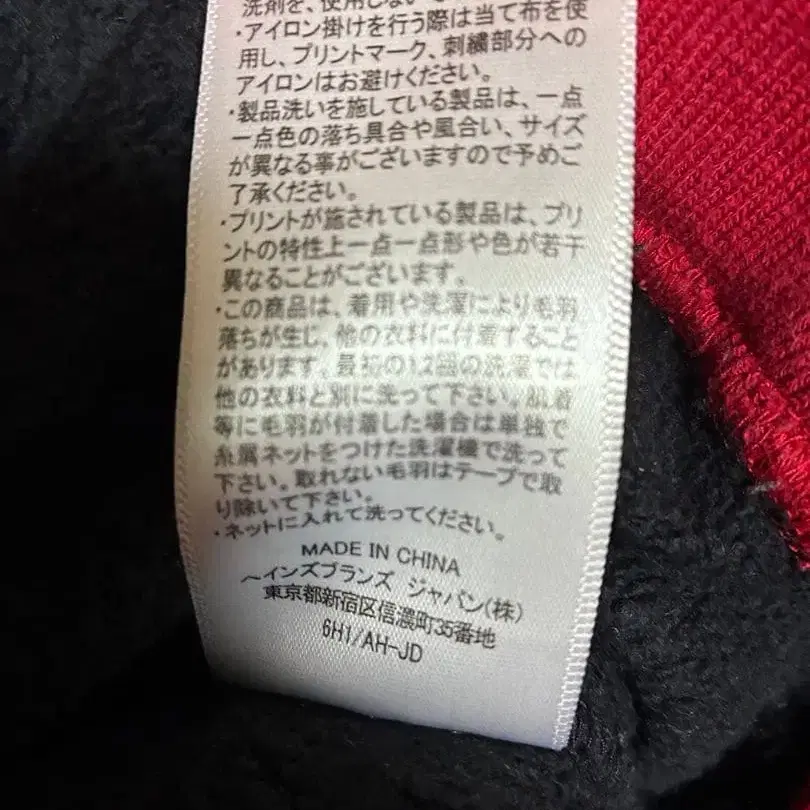 洗剤を、使用しない
・アイロン掛けを行う際は当て布を使
用し、プリントマーク、刺繍部分への
アイロンはお避けください。
・製品洗いを施している製品は、一点
一点色の落ち具合や風合い、サイズ
が異なる事がございますので予めご
了承ください。
・プリントが施されている製品は、プリ
ントの特性上一点一点形や色が若干
異なることがございます。
・この商品は、着用や洗濯により毛羽
落ちが生じ、他の衣料に付着すること
があります。最初の1.2回の洗濯では
他の衣料と別に洗って下さい。肌着
等に毛羽が付着した場合は単独で
糸屑ネットをつけた洗濯機で洗って
下さい。取れない毛羽はテープで取
り除いて下さい。
・ネットに入れて洗ってください。
MADE IN CHINA
ヘインズブランズ ジャパン(株)
東京都新宿区信濃町35番地
6H1/AH-JD